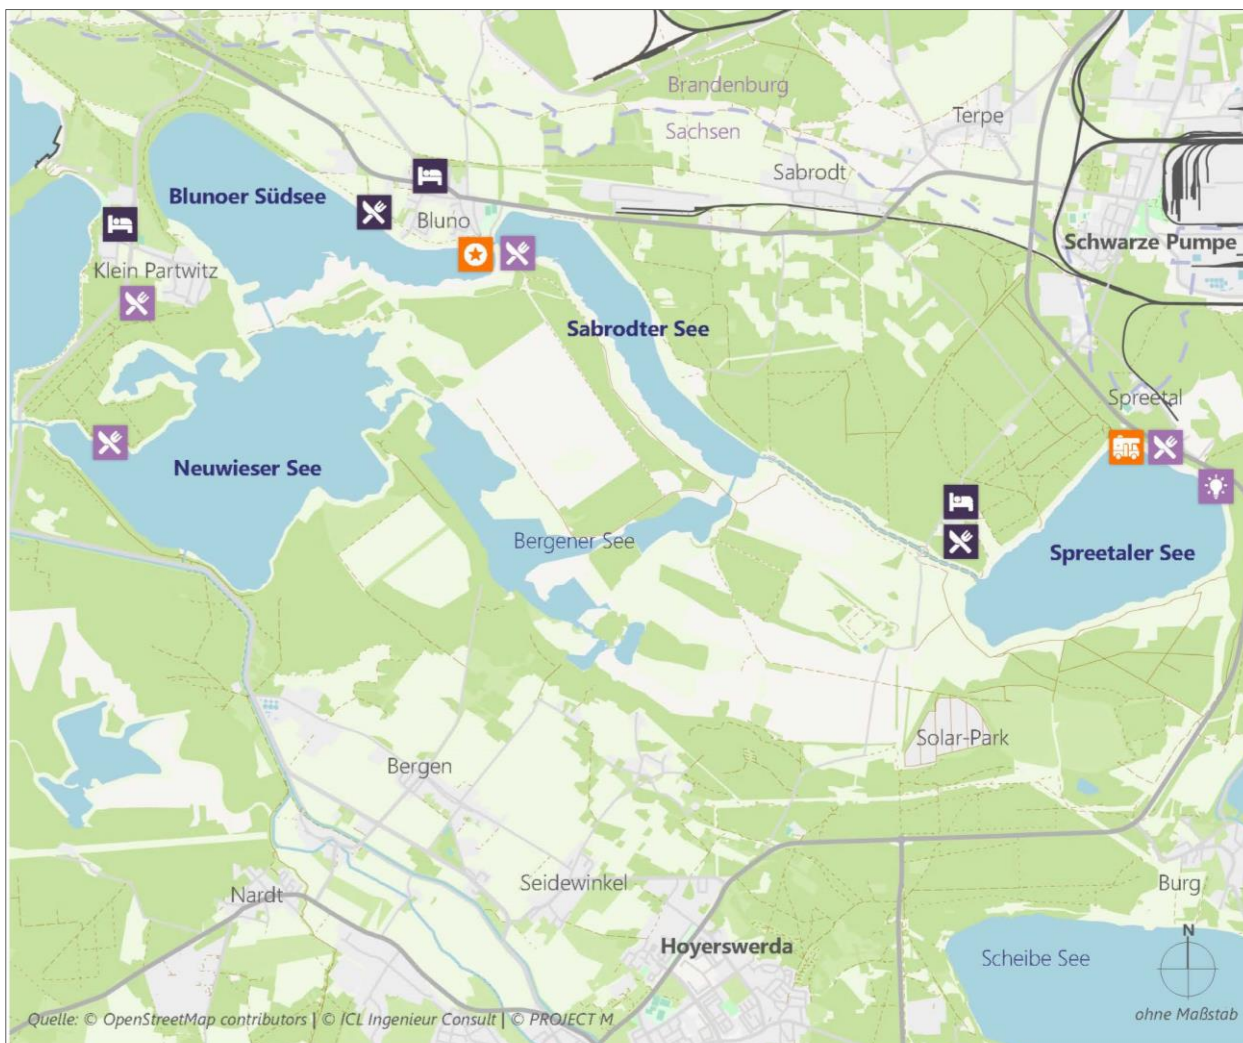 Brandenburg
Sachsen
Terpe
Sabrodt
Blunoer Südsee
Bluno
Schwarze Pumpe
Klein Partwitz
Sabrodter See
Spreetal
Neuwieser See
Bergener See
Spreetaler See
Solar-Park
Bergen
Seidewinkel
Nardt
Burg
Hoyerswerda
N
Scheibe See
Quelle: © OpenStreetMap contributors | © ICL Ingenieur Consult | © PROJECT M
ohne Maßstab